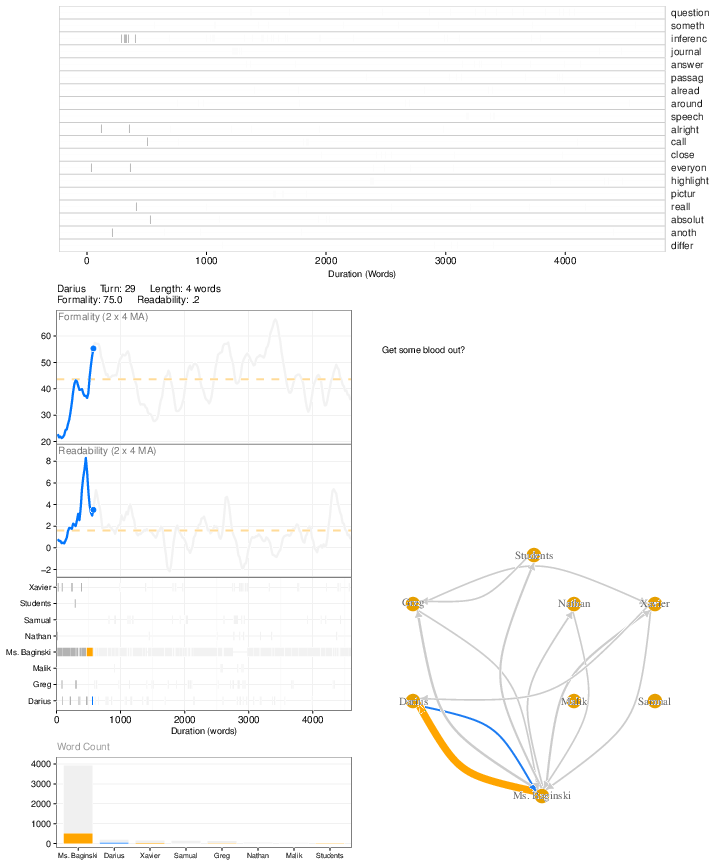 question
someth
inferenc
journal
answer
passag
alread
around
speech
alright
call
close
everyon
highlight
pictur
reall
absolut
anoth
differ
0 1000 2000 3000 4000
Duration (Words)
Darius Turn: 29 Length: 4 words
Formality: 75.0 Readability: .2
Formality (2 x 4 MA)
60
50
40
30
20
Get some blood out?
Readability (2 x 4 MA)
8
6
4
2
0
−2
Xavier
Students
Samual
Nathan
Ms. Baginski
Malik
Greg
Darius
0 1000 2000 3000 4000
Duration (words)
Students
Greg Nathan Xavier
Darius Malik Samual
Ms. Baginski
Word Count
4000
3000
2000
1000
0
Ms. Baginski Darius Xavier Samual Greg Nathan Malik Students